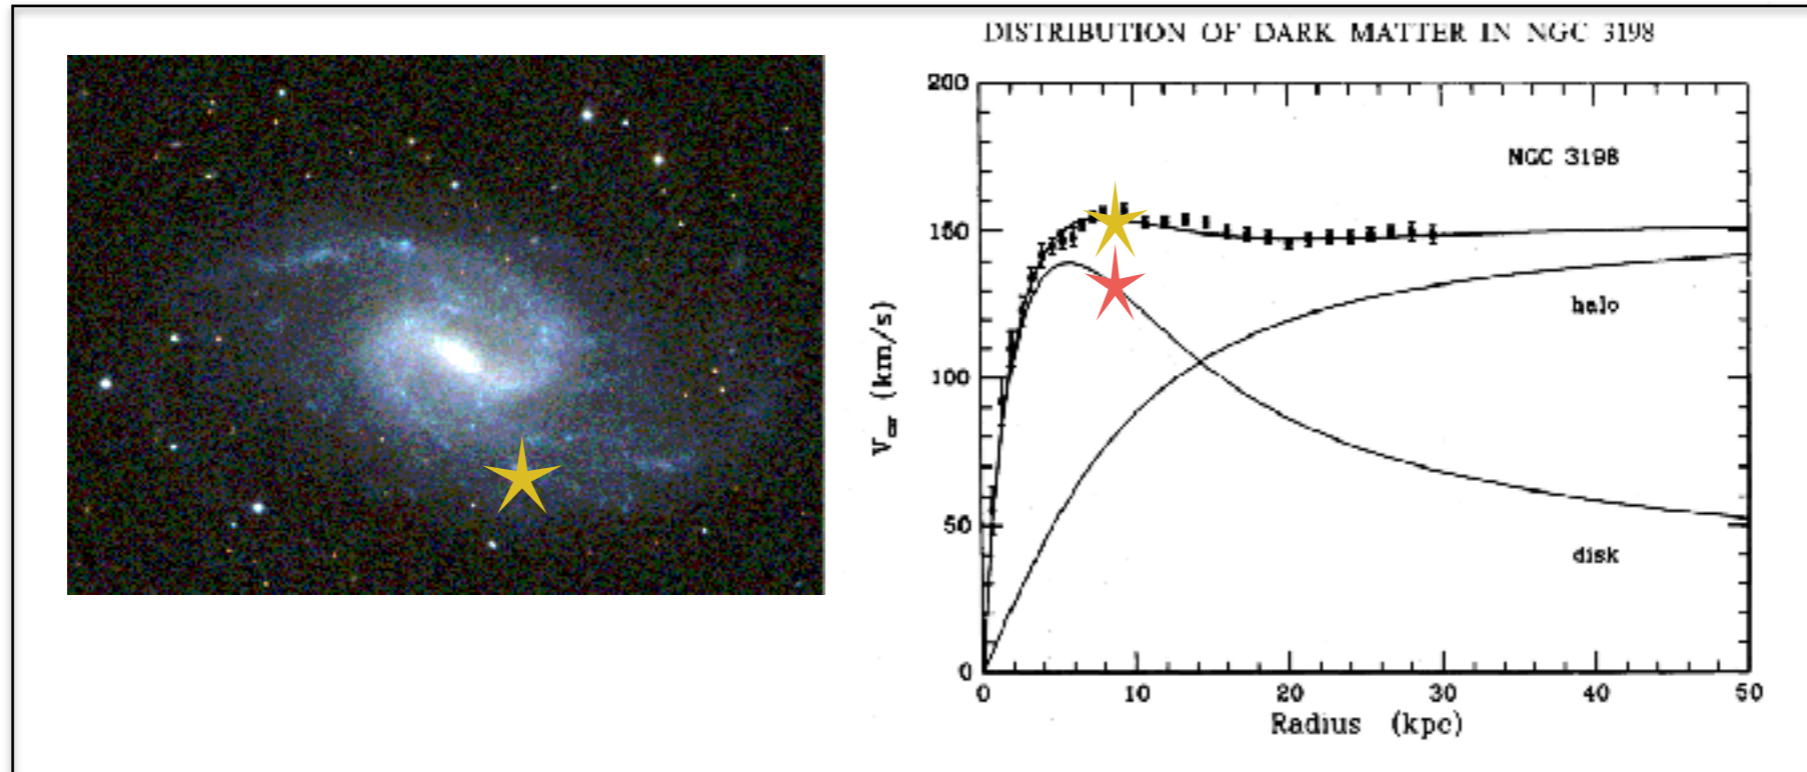 DISTRIBUTION OF DARK MATTER IN NGC 3198
200
NGC 3198
150
halo
100
V_cir (km/s)
50
disk
0
0 10 20 30 40 50
Radius (kpc)